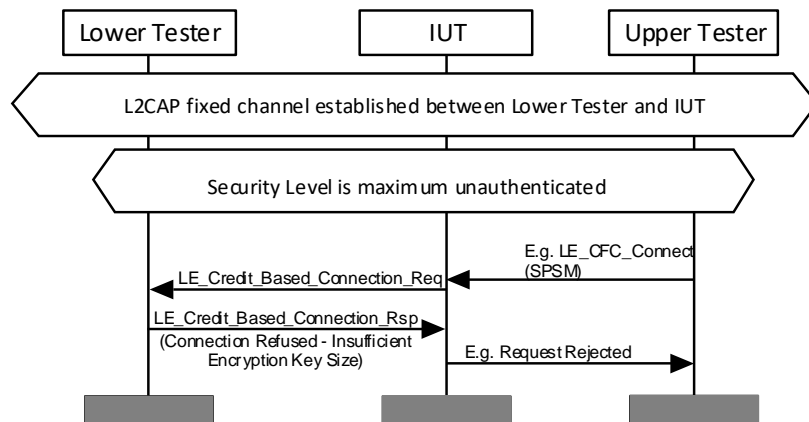 Lower Tester
IUT
Upper Tester
L2CAP fixed channel established between Lower Tester and IUT
Security Level is maximum unauthenticated
E.g. LE_CFC_Connect
(SPSM)
LE_Credit_Based_Connection_Req
LE_Credit_Based_Connection_Rsp
(Connection Refused - Insufficient
Encryption Key Size)
E.g. Request Rejected